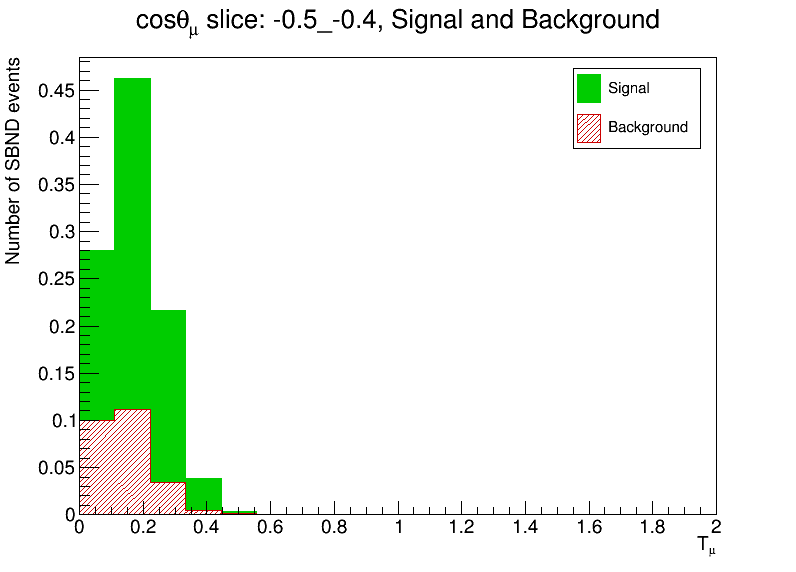 cosθμ slice: -0.5_-0.4, Signal and Background
Number of SBND events
Signal
Background
0.45
0.4
0.35
0.3
0.25
0.2
0.15
0.1
0.05
0
0 0.2 0.4 0.6 0.8 1 1.2 1.4 1.6 1.8 2
Tμ